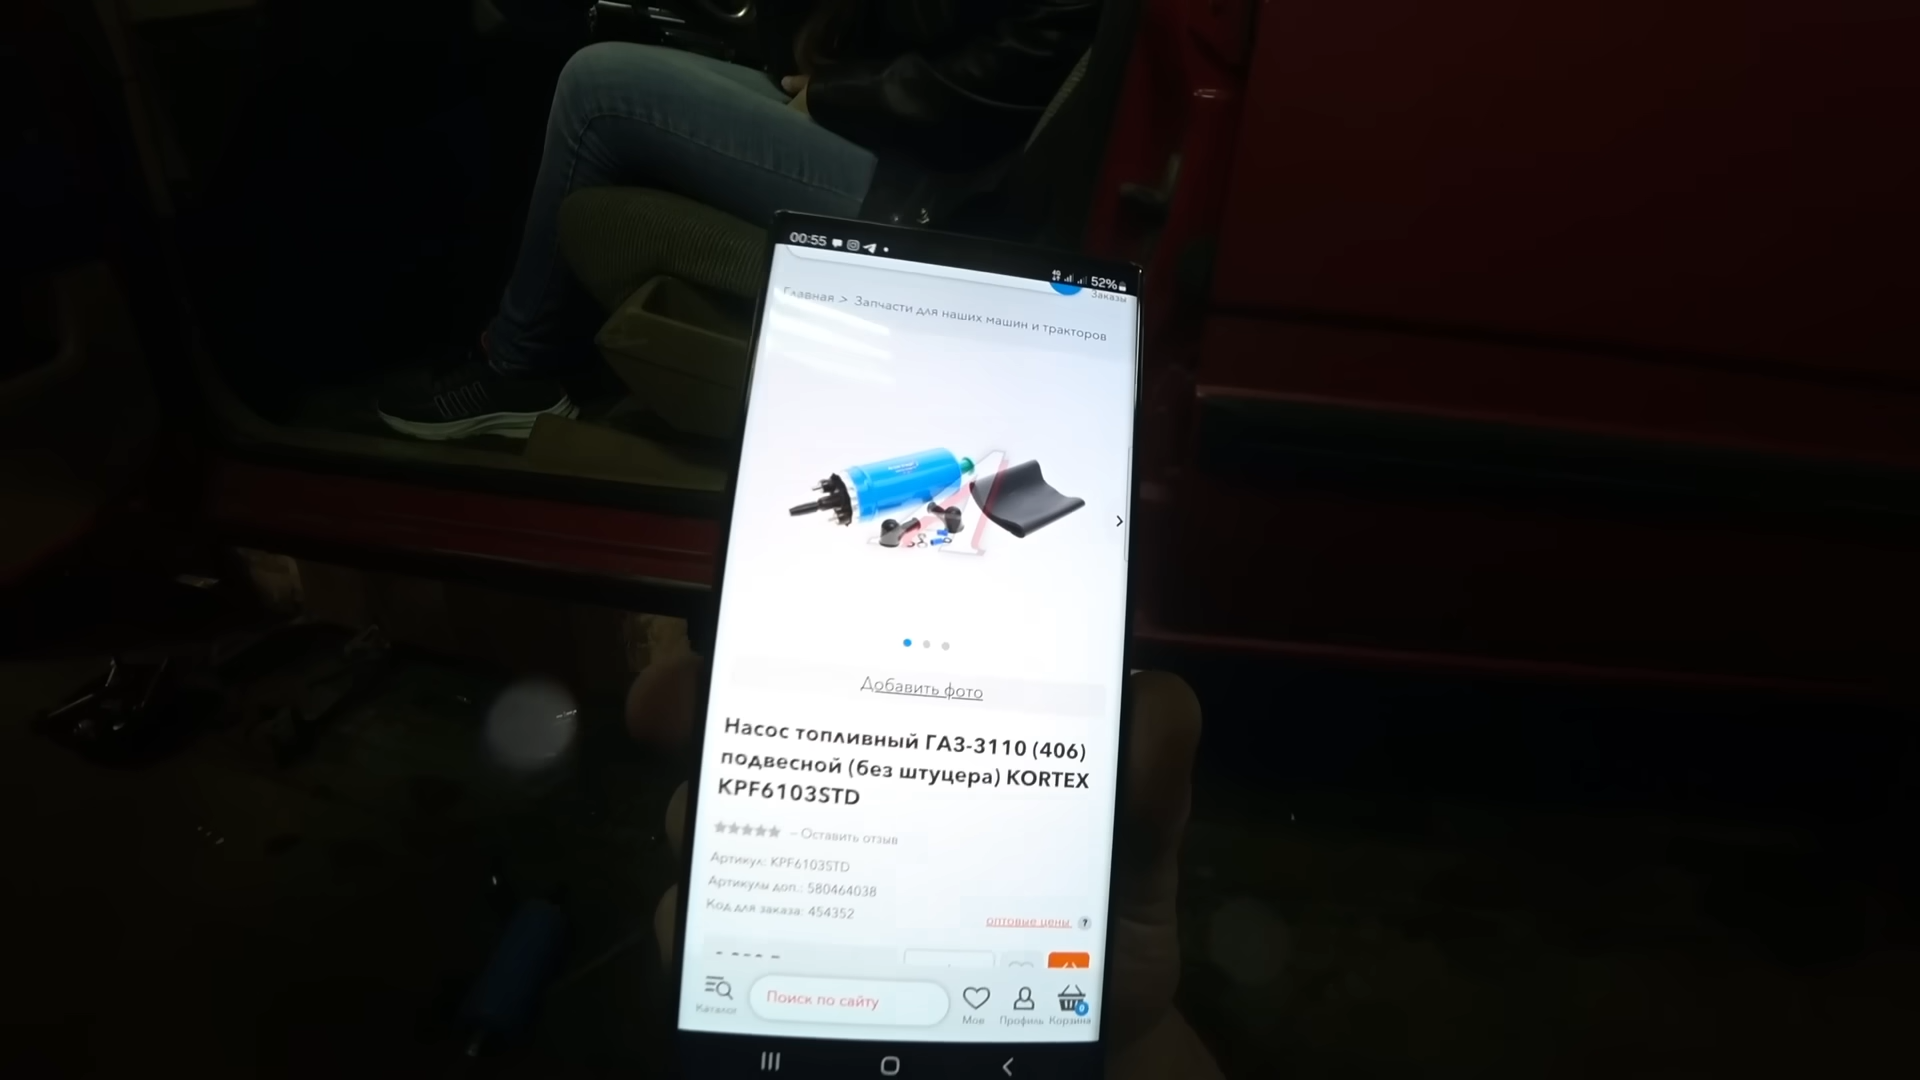 00:55
4G
52%
Заказы
Главная > Запчасти для наших машин и тракторов
Добавить фото
Насос топливный ГАЗ-3110 (406)
подвесной (без штуцера) KORTEX
KPF6103STD
– Оставить отзыв
Артикул: KPF6103STD
Артикулы доп.: 580464038
Код для заказа: 454352
оптовые цены ?
Каталог
Поиск по сайту
Мое
Профиль
Корзина
0